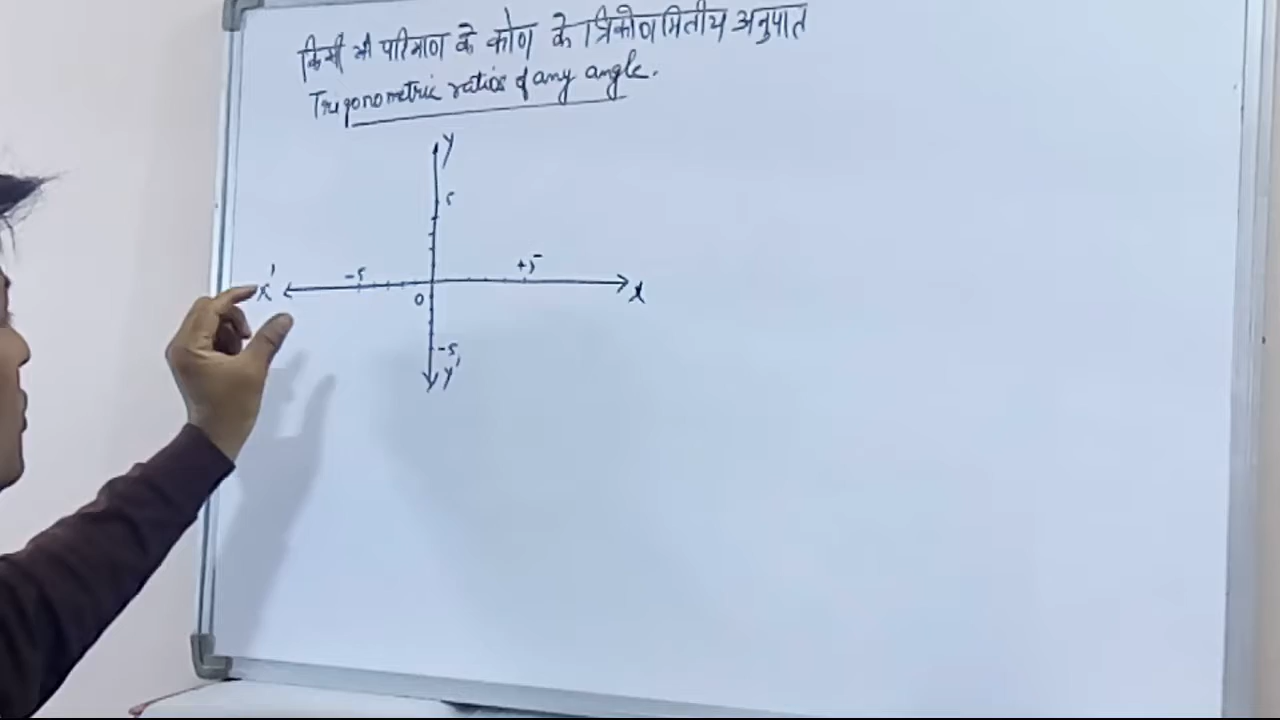 किसी भी परिमाण के कोण के त्रिकोणमितीय अनुपात
Trigonometric ratios of any angle.
Y
5
-5
+5
X'
0
X
-5
Y'